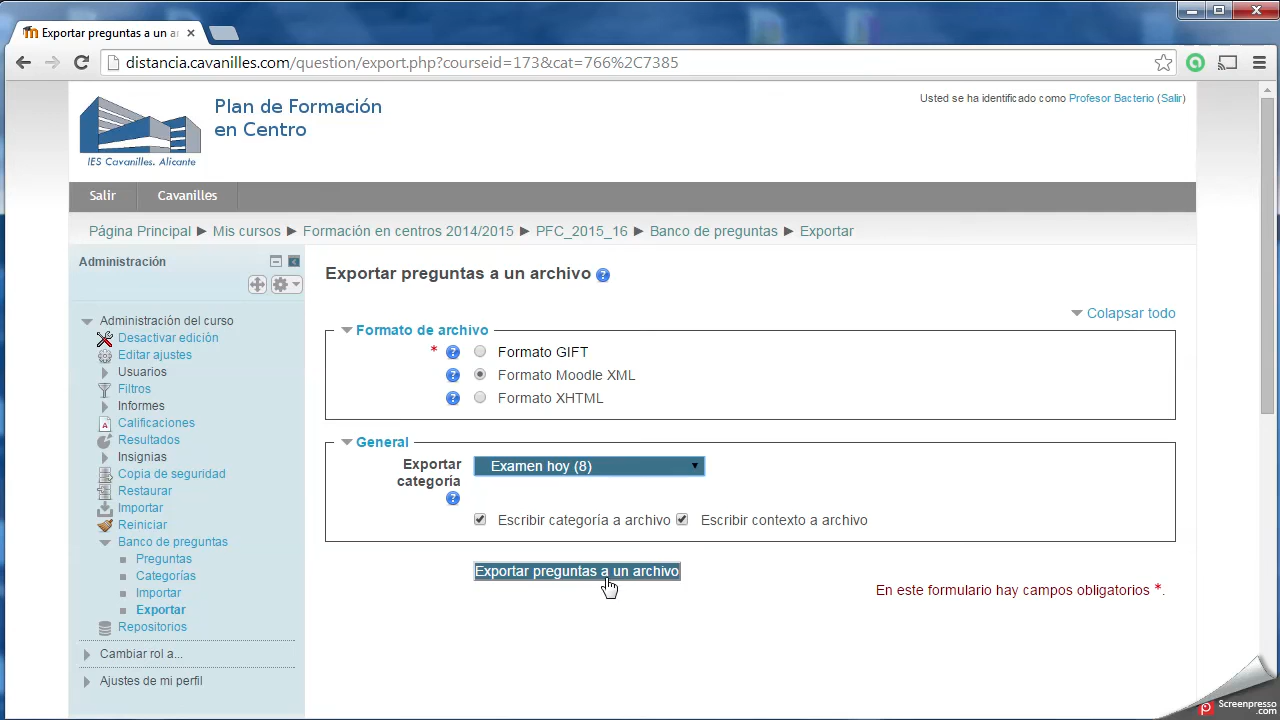 Exportar preguntas a un ar
distancia.cavanilles.com/question/export.php?courseid=173&cat=766%2C7385
Plan de Formación
en Centro
IES Cavanilles. Alicante
Usted se ha identificado como Profesor Bacterio (Salir)
Salir Cavanilles
Página Principal ► Mis cursos ► Formación en centros 2014/2015 ► PFC_2015_16 ► Banco de preguntas ► Exportar
Administración
Administración del curso
Desactivar edición
Editar ajustes
Usuarios
Filtros
Informes
Calificaciones
Resultados
Insignias
Copia de seguridad
Restaurar
Importar
Reiniciar
Banco de preguntas
Preguntas
Categorías
Importar
Exportar
Repositorios
Cambiar rol a...
Ajustes de mi perfil
Exportar preguntas a un archivo
Colapsar todo
Formato de archivo
* Formato GIFT
Formato Moodle XML
Formato XHTML
General
Exportar
categoría
Examen hoy (8)
Escribir categoría a archivo Escribir contexto a archivo
Exportar preguntas a un archivo
En este formulario hay campos obligatorios *.
Screenpresso
.com